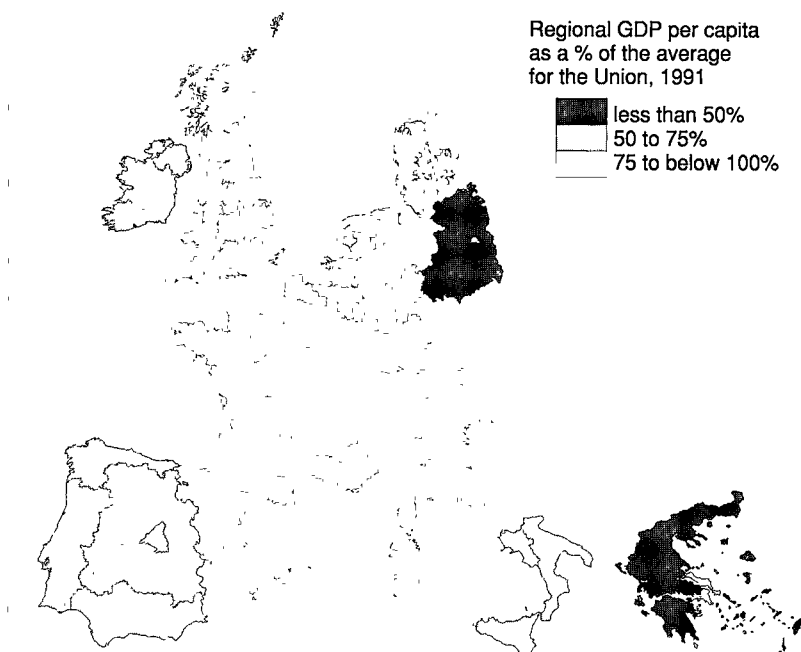 Regional GDP per capita
as a % of the average
for the Union, 1991
less than 50%
50 to 75%
75 to below 100%